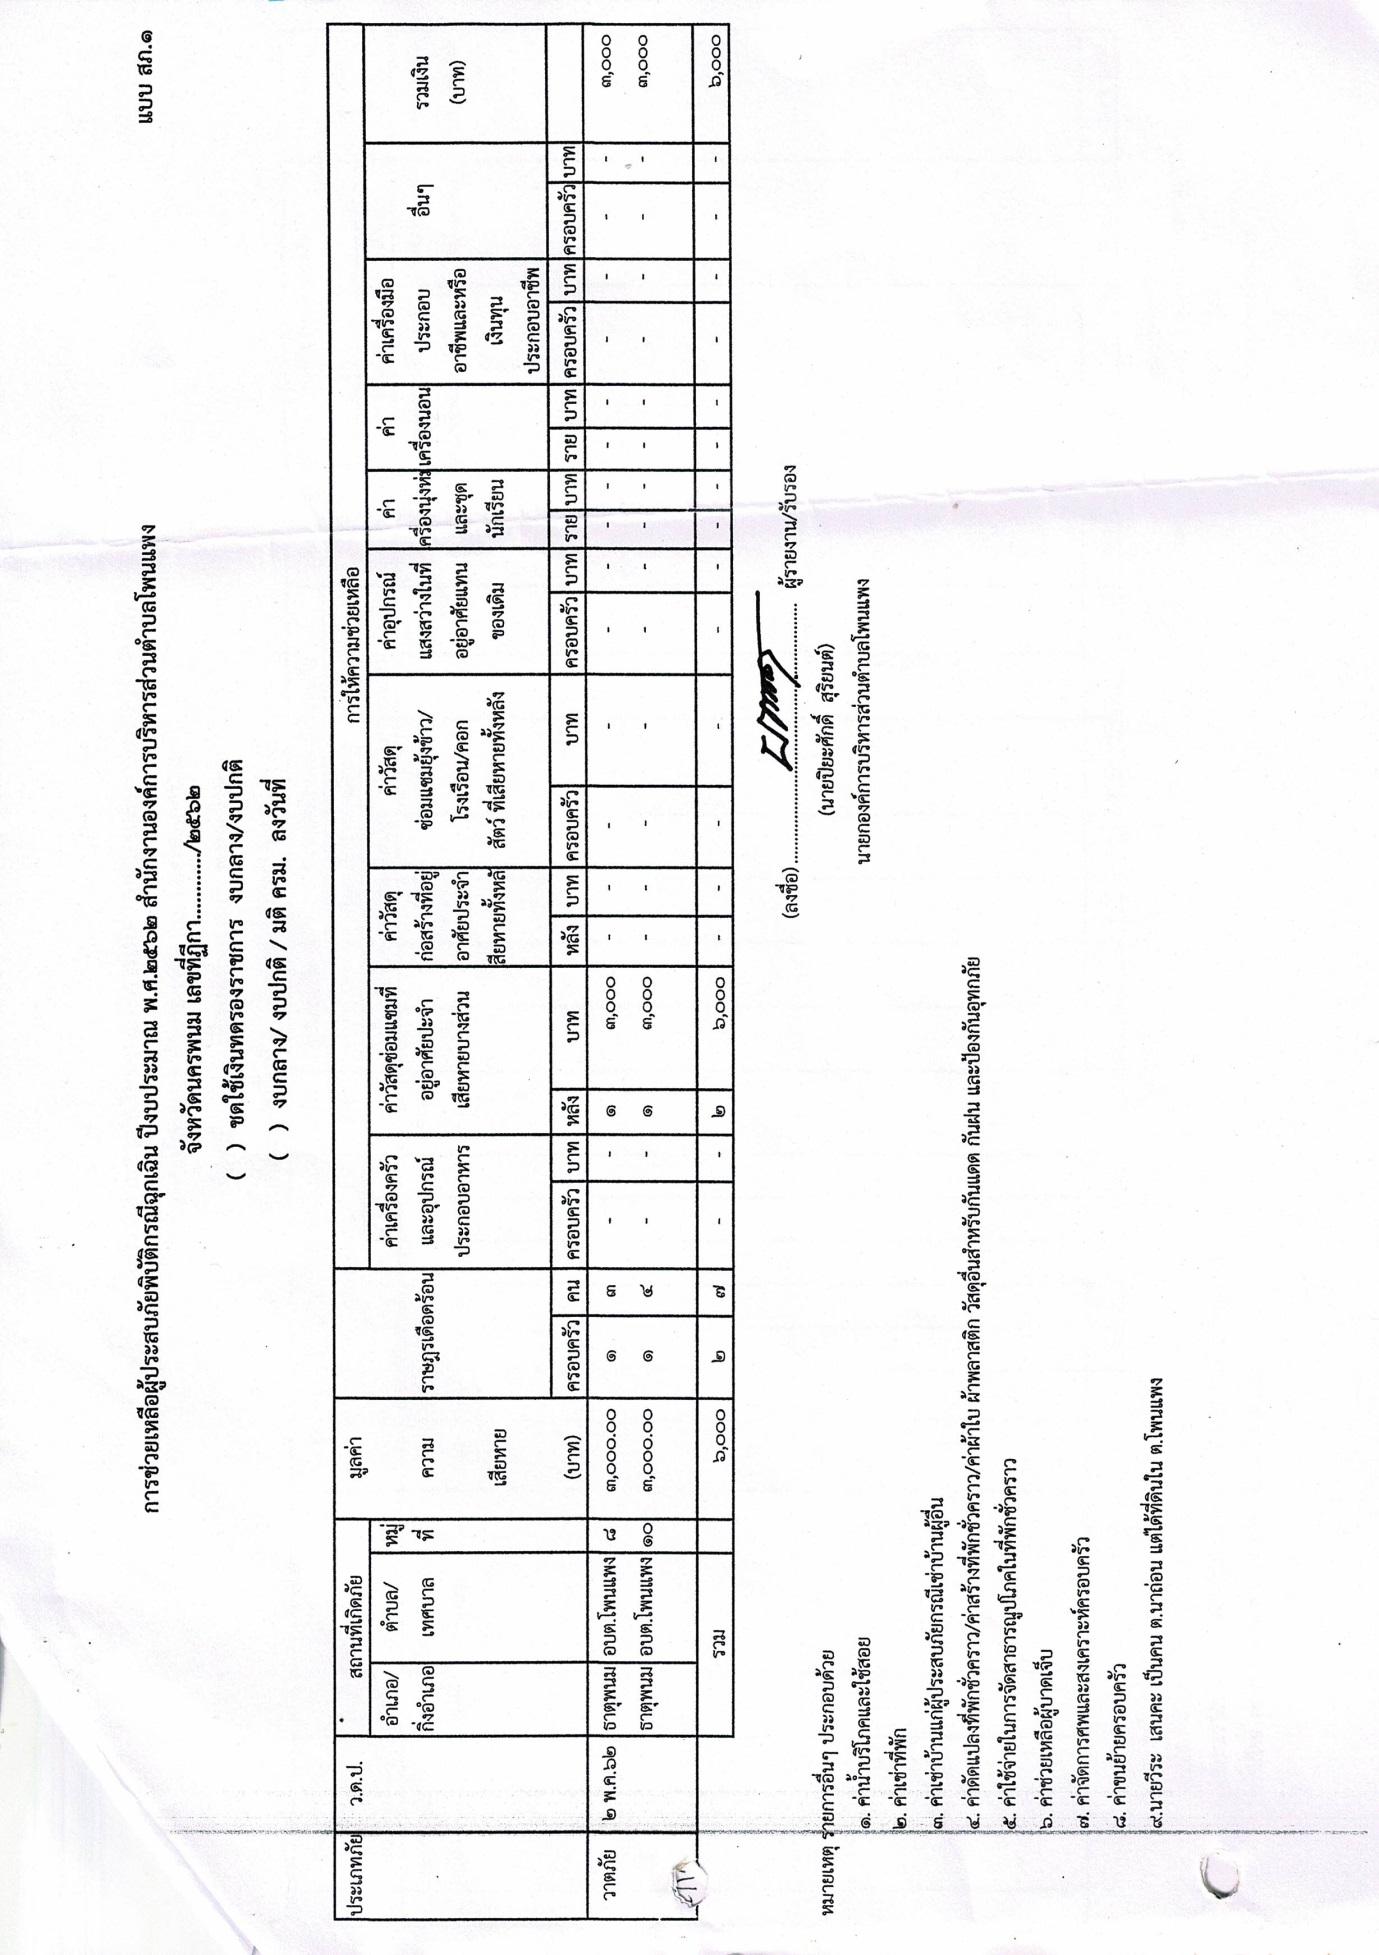 แบบ สภ.๑
การช่วยเหลือผู้ประสบภัยพิบัติกรณีฉุกเฉิน ปีงบประมาณ พ.ศ.๒๕๖๒ สำนักงานองค์การบริหารส่วนตำบลโพนแพง
จังหวัดนครพนม เลขที่ฎีกา............/๒๕๖๒
( ) ชดใช้เงินทดรองราชการ งบกลาง/งบปกติ
( ) งบกลาง/ งบปกติ / มติ ครม. ลงวันที่
ประเภทภัย ว.ด.ป. สถานที่เกิดภัย มูลค่า การให้ความช่วยเหลือ
อำเภอ/ ตำบล/ หมู่ ความ ราษฎรเดือดร้อน ค่าเครื่องครัว ค่าวัสดุซ่อมแซมที่ ค่าวัสดุ ค่าวัสดุ ค่าอุปกรณ์ ค่า ค่า ค่าเครื่องมือ อื่นๆ รวมเงิน
กิ่งอำเภอ เทศบาล ที่ เสียหาย และอุปกรณ์ อยู่อาศัยปะจำ ก่อสร้างที่อยู่ ซ่อมแซมยุ้งข้าว/ แสงสว่างในที่ ครื่องนุ่งห่ม เครื่องนอน ประกอบ (บาท)
ประกอบอาหาร เสียหายบางส่วน อาศัยประจำ โรงเรือน/คอก อยู่อาศัยแทน และชุด อาชีพและหรือ
สียหายทั้งหลั สัตว์ ที่เสียหายทั้งหลัง ของเดิม นักเรียน เงินทุน
ประกอบอาชีพ
(บาท) ครอบครัว คน ครอบครัว บาท หลัง บาท หลัง บาท ครอบครัว บาท ครอบครัว บาท ราย บาท ราย บาท ครอบครัว บาท ครอบครัว บาท
วาตภัย ๒ พ.ค.๖๒ ธาตุพนม อบต.โพนแพง ๘ ๓,๐๐๐.๐๐ ๑ ๓ - - ๑ ๓,๐๐๐ - - - - - - - - - - - - - - ๓,๐๐๐
ธาตุพนม อบต.โพนแพง ๑๐ ๓,๐๐๐.๐๐ ๑ ๔ - - ๑ ๓,๐๐๐ - - - - - - - - - - - - - - ๓,๐๐๐
รวม ๖,๐๐๐ ๒ ๗ - - ๒ ๖,๐๐๐ - - - - - - - - - - - - - - ๖,๐๐๐
(ลงชื่อ)............................................................ ผู้รายงาน/รับรอง
(นายปิยะศักดิ์ สุริยนต์)
นายกองค์การบริหารส่วนตำบลโพนแพง
หมายเหตุ รายการอื่นๆ ประกอบด้วย
๑. ค่าน้ำบริโภคและใช้สอย
๒. ค่าเช่าที่พัก
๓. ค่าเช่าบ้านแก่ผู้ประสบภัยกรณีเช่าบ้านผู้อื่น
๔. ค่าดัดแปลงที่พักชั่วคราว/ค่าสร้างที่พักชั่วคราว/ค่าผ้าใบ ผ้าพลาสติก วัสดุอื่นสำหรับกันแดด กันฝน และป้องกันอุทกภัย
๕. ค่าใช้จ่ายในการจัดสาธารณูปโภคในที่พักชั่วคราว
๖. ค่าช่วยเหลือผู้บาดเจ็บ
๗. ค่าจัดการศพและสงเคราะห์ครอบครัว
๘. ค่าขนย้ายครอบครัว
๙.นายวีระ เสนคะ เป็นคน ต.นาถ่อน แต่ได้ที่ดินใน ต.โพนแพง